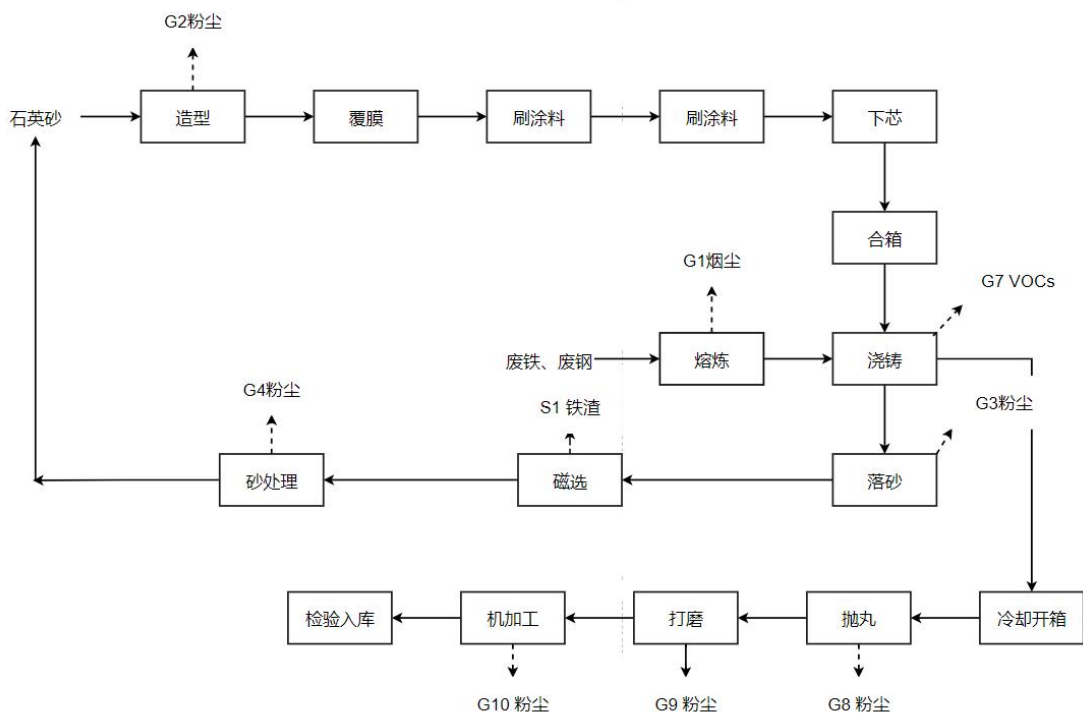 G2粉尘
石英砂
造型
覆膜
刷涂料
刷涂料
下芯
合箱
G1烟尘
G7 VOCs
废铁、废钢
熔炼
浇铸
G4粉尘
S1 铁渣
G3粉尘
砂处理
磁选
落砂
检验入库
机加工
打磨
抛丸
冷却开箱
G10 粉尘
G9 粉尘
G8 粉尘